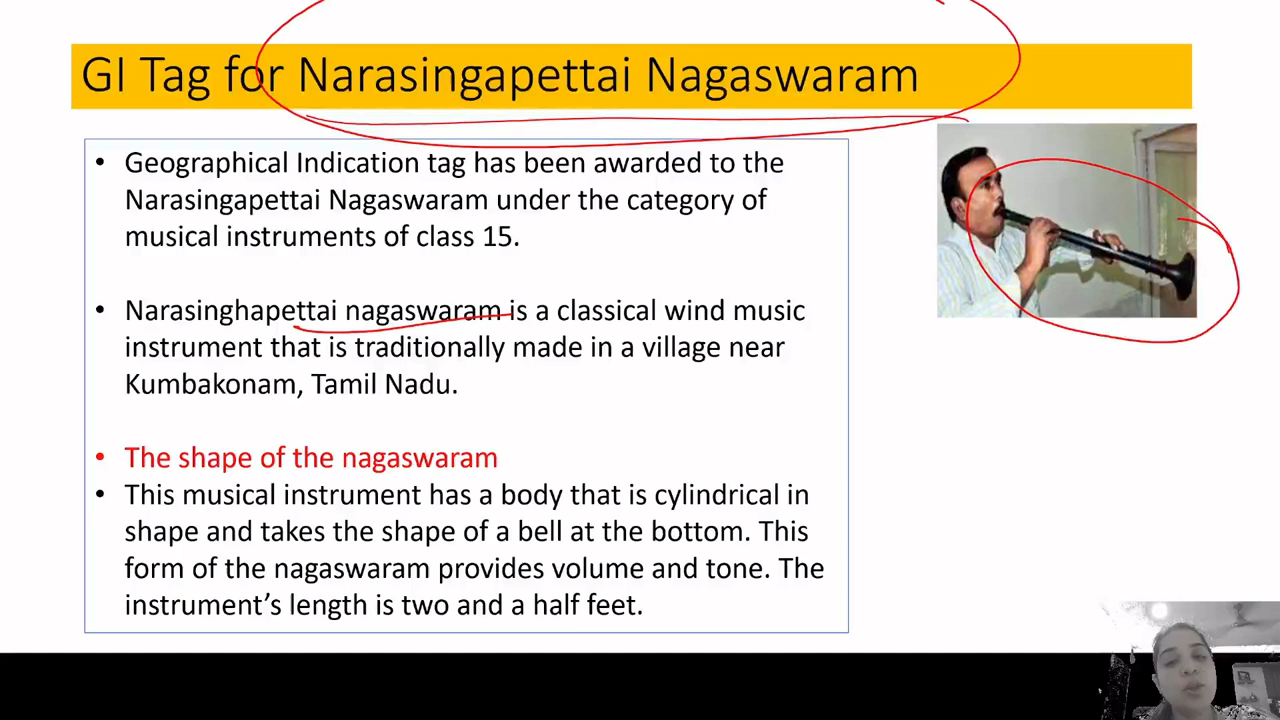 GI Tag for Narasingapettai Nagaswaram
• Geographical Indication tag has been awarded to the
Narasingapettai Nagaswaram under the category of
musical instruments of class 15.
• Narasinghapettai nagaswaram is a classical wind music
instrument that is traditionally made in a village near
Kumbakonam, Tamil Nadu.
• The shape of the nagaswaram
• This musical instrument has a body that is cylindrical in
shape and takes the shape of a bell at the bottom. This
form of the nagaswaram provides volume and tone. The
instrument’s length is two and a half feet.